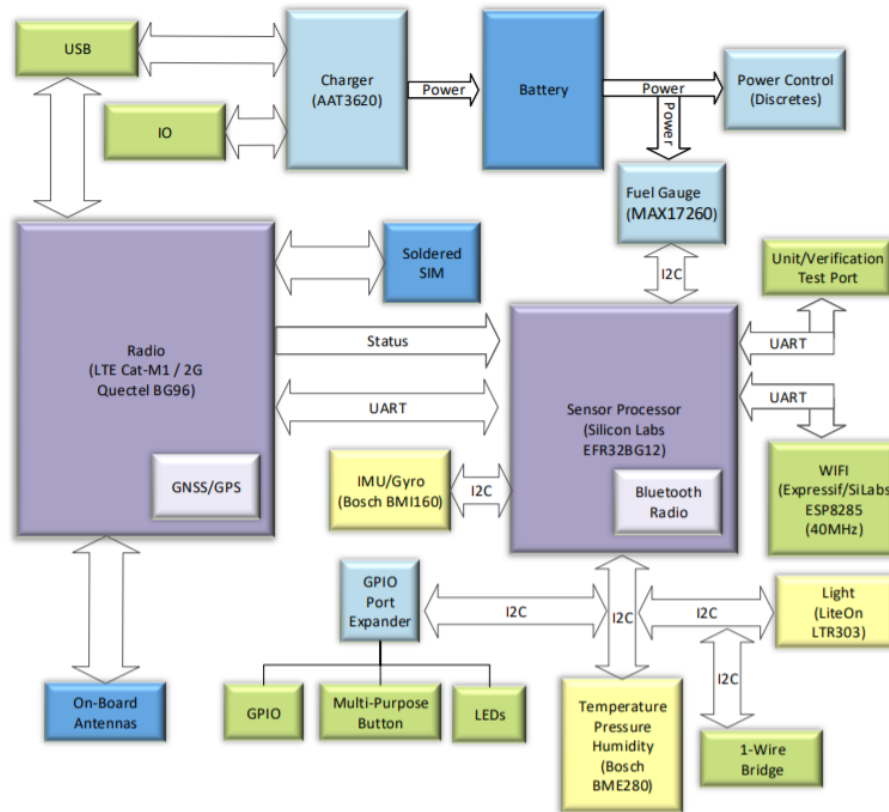 USB
Charger
(AAT3620)
Power
Battery
Power
Power Control
(Discretes)
IO
Power
Fuel Gauge
(MAX17260)
Soldered
SIM
I2C
Unit/Verification
Test Port
Radio
(LTE Cat-M1 / 2G
Quectel BG96)
Status
UART
UART
UART
Sensor Processor
(Silicon Labs
EFR32BG12)
GNSS/GPS
IMU/Gyro
(Bosch BMI160)
I2C
Bluetooth
Radio
WIFI
(Expressif/SiLabs
ESP8285
(40MHz)
GPIO
Port
Expander
I2C
I2C
I2C
Light
(LiteOn
LTR303)
I2C
On-Board
Antennas
GPIO
Multi-Purpose
Button
LEDs
Temperature
Pressure
Humidity
(Bosch
BME280)
1-Wire
Bridge